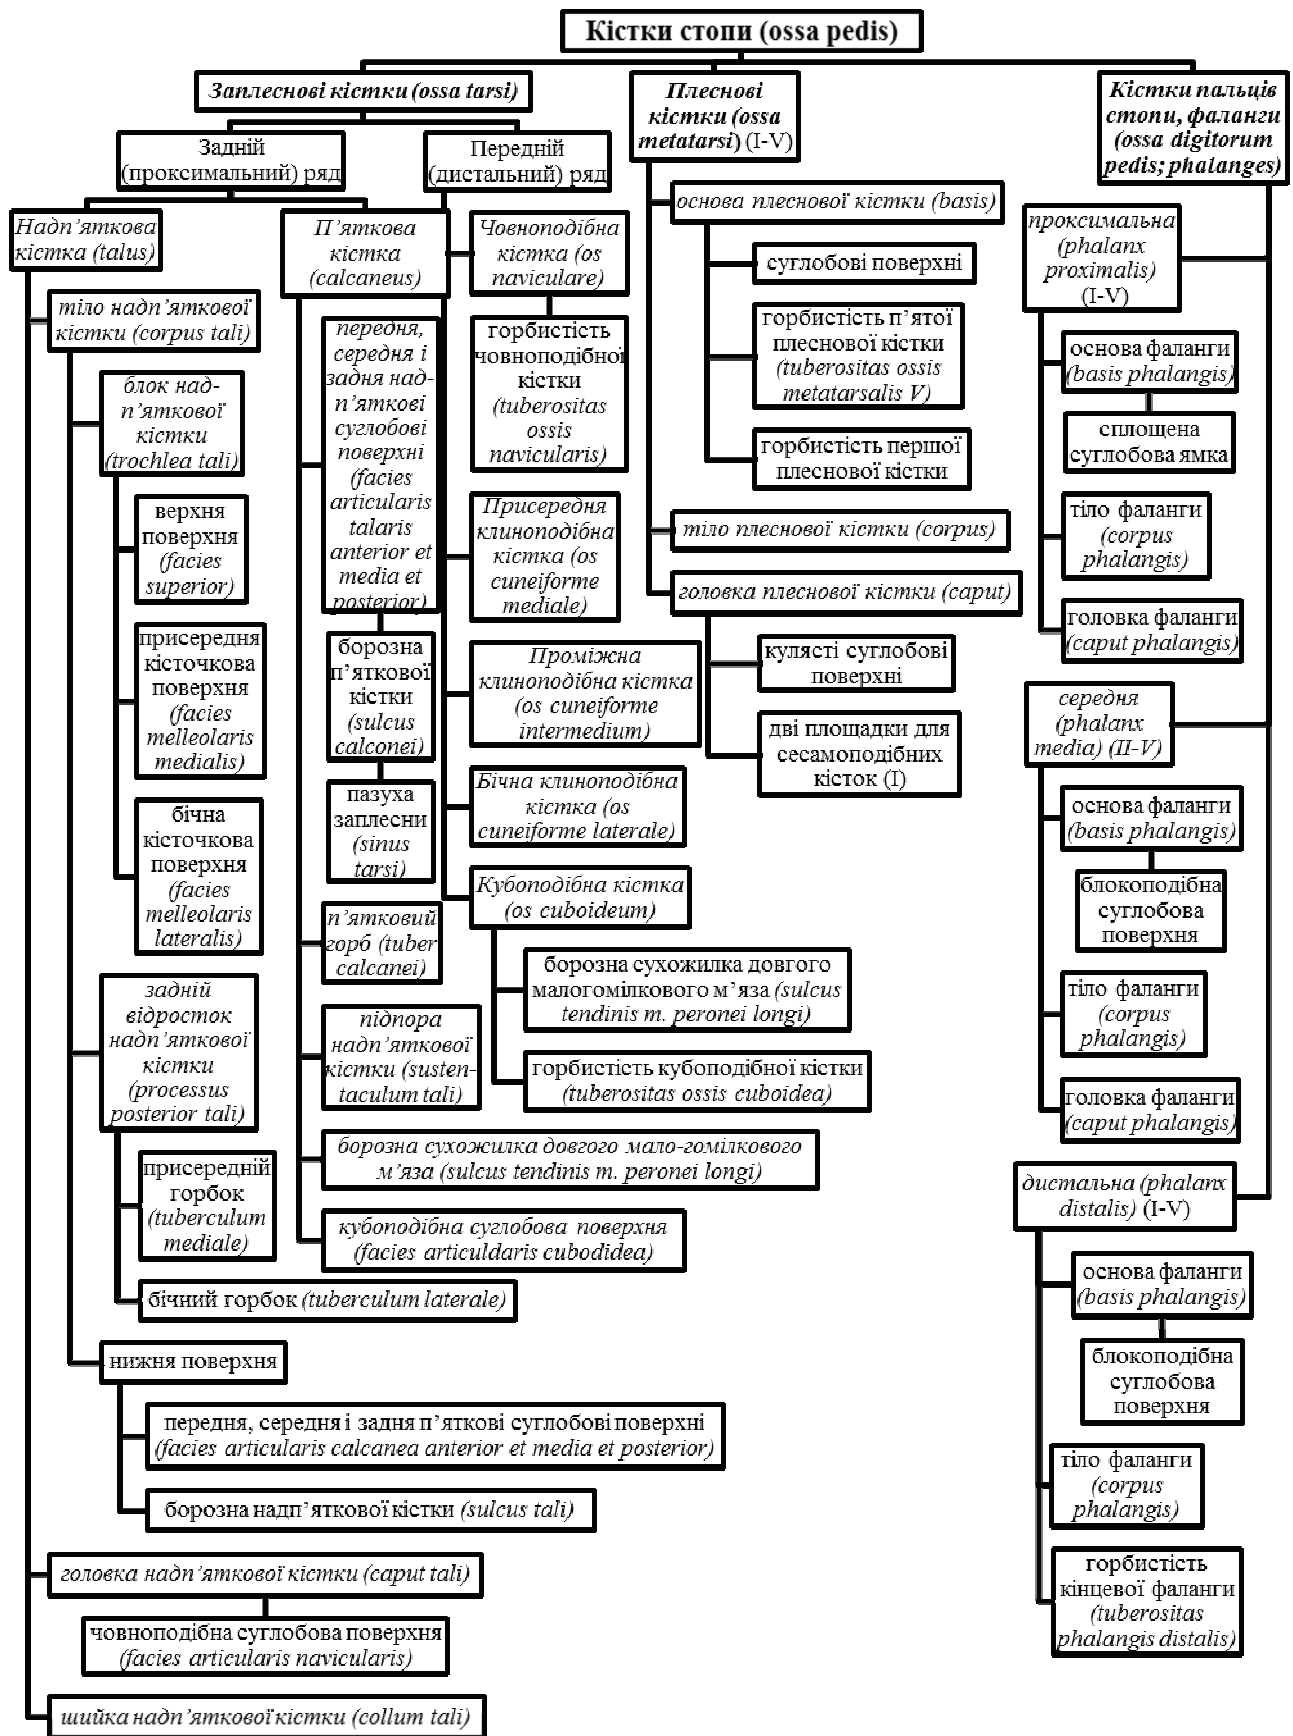 Кістки стопи (ossa pedis)
Заплеснові кістки (ossa tarsi)
Задній
(проксимальний) ряд
Надп’яткова
кістка (talus)
тіло надп’яткової
кістки (corpus tali)
блок над-
п’яткової
кістки
(trochlea tali)
верхня
поверхня
(facies
superior)
присередня
кісточкова
поверхня
(facies
melleolaris
medialis)
бічна
кісточкова
поверхня
(facies
melleolaris
lateralis)
задній
відросток
надп’яткової
кістки
(processus
posterior tali)
присередній
горбок
(tuberculum
mediale)
бічний горбок (tuberculum laterale)
нижня поверхня
передня, середня і задня п’яткові суглобові поверхні
(facies articularis calcanea anterior et media et posterior)
борозна надп’яткової кістки (sulcus tali)
головка надп’яткової кістки (caput tali)
човноподібна суглобова поверхня
(facies articularis navicularis)
шийка надп’яткової кістки (collum tali)
П’яткова
кістка
(calcaneus)
передня,
середня і
задня над-
п’яткові
суглобові
поверхні
(facies
articularis
talaris
anterior et
media et
posterior)
борозна
п’яткової
кістки
(sulcus
calconei)
пазуха
заплесни
(sinus
tarsi)
п’ятковий
горб (tuber
calcanei)
підпора
надп’яткової
кістки (susten-
taculum tali)
борозна сухожилка довгого мало-гомілкового
м’яза (sulcus tendinis m. peronei longi)
кубоподібна суглобова поверхня
(facies articuldaris cubodidea)
Передній
(дистальний) ряд
Човноподібна
кістка (os
naviculare)
горбистість
човноподібної
кістки
(tuberositas
ossis
navicularis)
Присередня
клиноподібна
кістка (os
cuneiforme
mediale)
Проміжна
клиноподібна кістка
(os cuneiforme
intermedium)
Бічна клиноподібна
кістка (os
cuneiforme laterale)
Кубоподібна кістка
(os cuboideum)
борозна сухожилка довгого
малогомілкового м’яза (sulcus
tendinis m. peronei longi)
горбистість кубоподібної кістки
(tuberositas ossis cuboidea)
Плеснові
кістки (ossa
metatarsi) (I-V)
основа плеснової кістки (basis)
суглобові поверхні
горбистість п’ятої
плеснової кістки
(tuberositas ossis
metatarsalis V)
горбистість першої
плеснової кістки
тіло плеснової кістки (corpus)
головка плеснової кістки (caput)
кулясті суглобові
поверхні
дві площадки для
сесамоподібних
кісток (I)
Кістки пальців
стопи, фаланги
(ossa digitorum
pedis; phalanges)
проксимальна
(phalanx
proximalis)
(I-V)
основа фаланги
(basis phalangis)
сплощена
суглобова ямка
тіло фаланги
(corpus
phalangis)
головка фаланги
(caput phalangis)
середня
(phalanx
media) (II-V)
основа фаланги
(basis phalangis)
блокоподібна
суглобова
поверхня
тіло фаланги
(corpus
phalangis)
головка фаланги
(caput phalangis)
дистальна (phalanx
distalis) (I-V)
основа фаланги
(basis phalangis)
блокоподібна
суглобова
поверхня
тіло фаланги
(corpus
phalangis)
горбистість
кінцевої фаланги
(tuberositas
phalangis distalis)